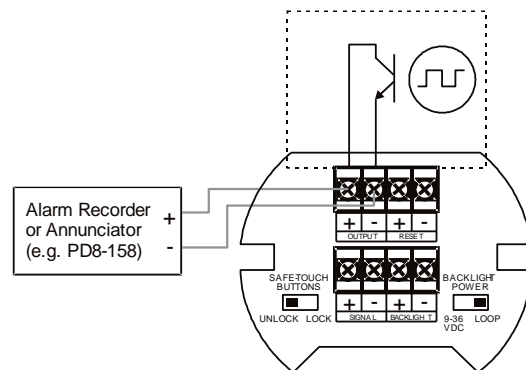 Alarm Recorder
or Annunciator
(e.g. PD8-158)
+
-
+ - + -
OUTPUT RESET
SAFE-TOUCH
BUTTONS
UNLOCK LOCK
+ - + -
SIGNAL BACKLIGHT
BACKLIGHT
POWER
9-36
VDC
LOOP